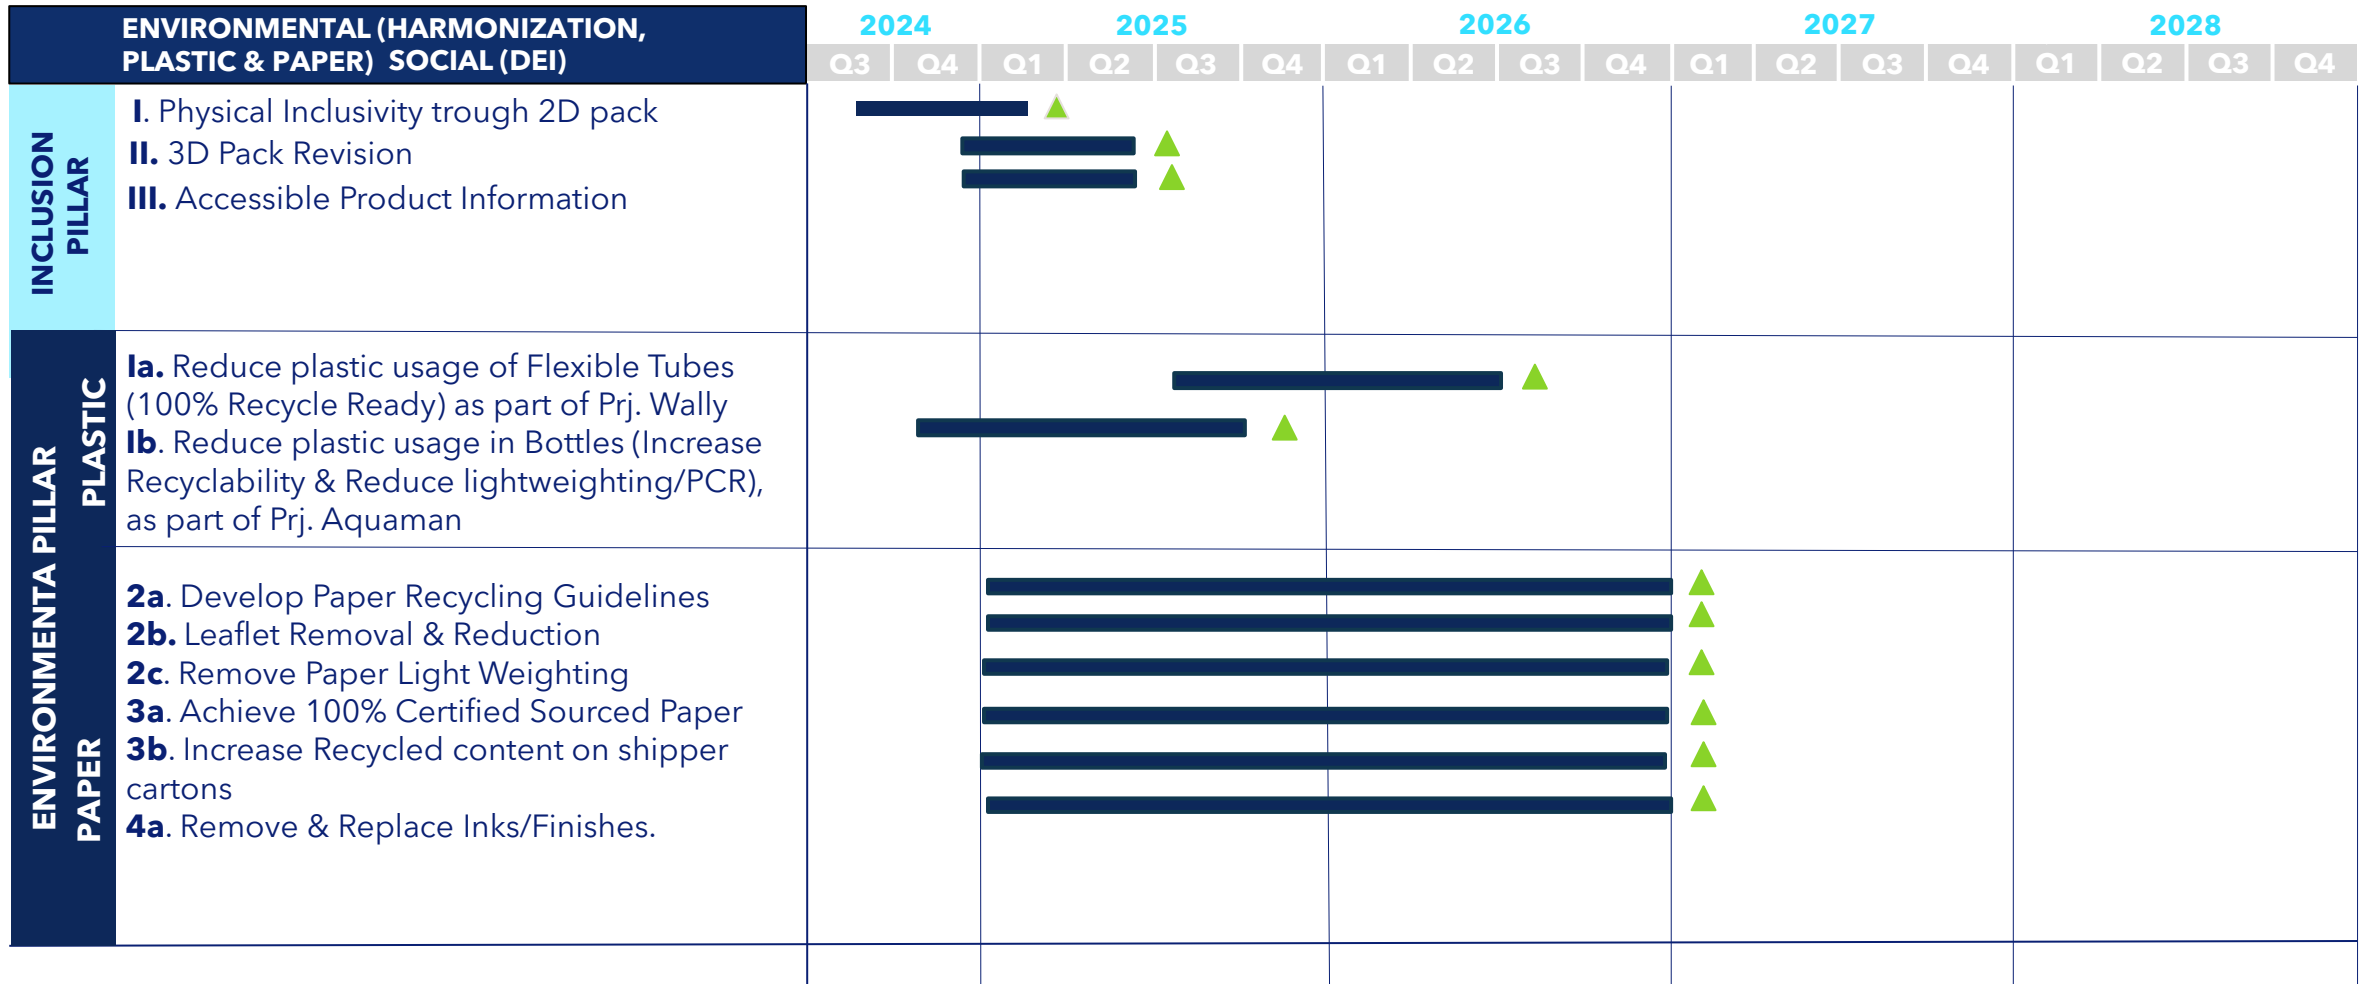 ENVIRONMENTAL (HARMONIZATION,
PLASTIC & PAPER) SOCIAL (DEI)
2024 2025 2026 2027 2028
Q3 Q4 Q1 Q2 Q3 Q4 Q1 Q2 Q3 Q4 Q1 Q2 Q3 Q4 Q1 Q2 Q3 Q4
INCLUSION
PILLAR
I. Physical Inclusivity trough 2D pack
II. 3D Pack Revision
III. Accessible Product Information
ENVIRONMENTA PILLAR
PLASTIC
Ia. Reduce plastic usage of Flexible Tubes
(100% Recycle Ready) as part of Prj. Wally
Ib. Reduce plastic usage in Bottles (Increase
Recyclability & Reduce lightweighting/PCR),
as part of Prj. Aquaman
PAPER
2a. Develop Paper Recycling Guidelines
2b. Leaflet Removal & Reduction
2c. Remove Paper Light Weighting
3a. Achieve 100% Certified Sourced Paper
3b. Increase Recycled content on shipper
cartons
4a. Remove & Replace Inks/Finishes.